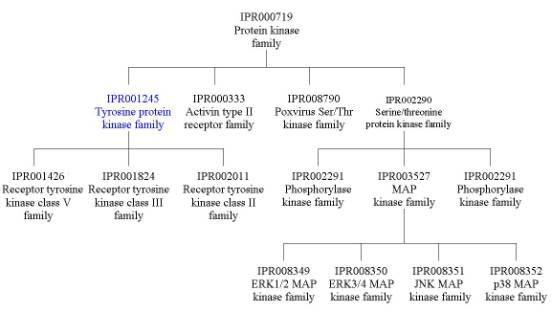 IPR000719
Protein kinase
family
IPR001245
Tyrosine protein
kinase family
IPR000333
Activin type II
receptor family
IPR008790
Poxvirus Ser/Thr
kinase family
IPR002290
Serine/threonine
protein kinase family
IPR001426
Receptor tyrosine
kinase class V
family
IPR001824
Receptor tyrosine
kinase class III
family
IPR002011
Receptor tyrosine
kinase class II
family
IPR002291
Phosphorylase
kinase family
IPR003527
MAP
kinase family
IPR002291
Phosphorylase
kinase family
IPR008349
ERK1/2 MAP
kinase family
IPR008350
ERK3/4 MAP
kinase family
IPR008351
JNK MAP
kinase family
IPR008352
p38 MAP
kinase family